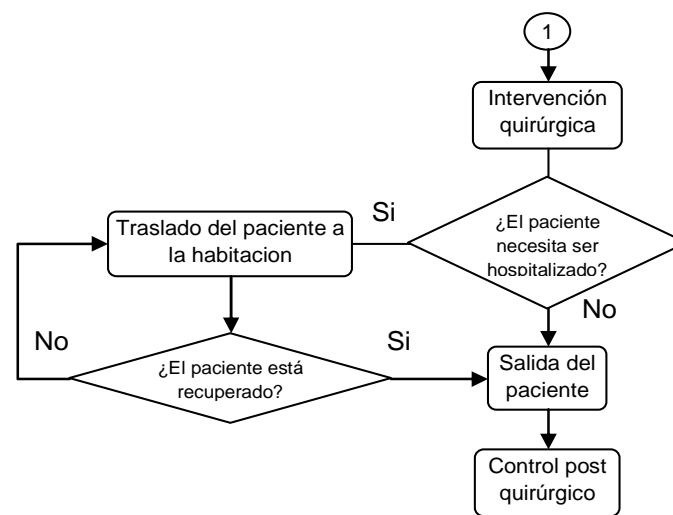 1
Intervención
quirúrgica
Si
¿El paciente
necesita ser
hospitalizado?
Traslado del paciente a
la habitacion
No
No
Si
¿El paciente está
recuperado?
Salida del
paciente
Control post
quirúrgico